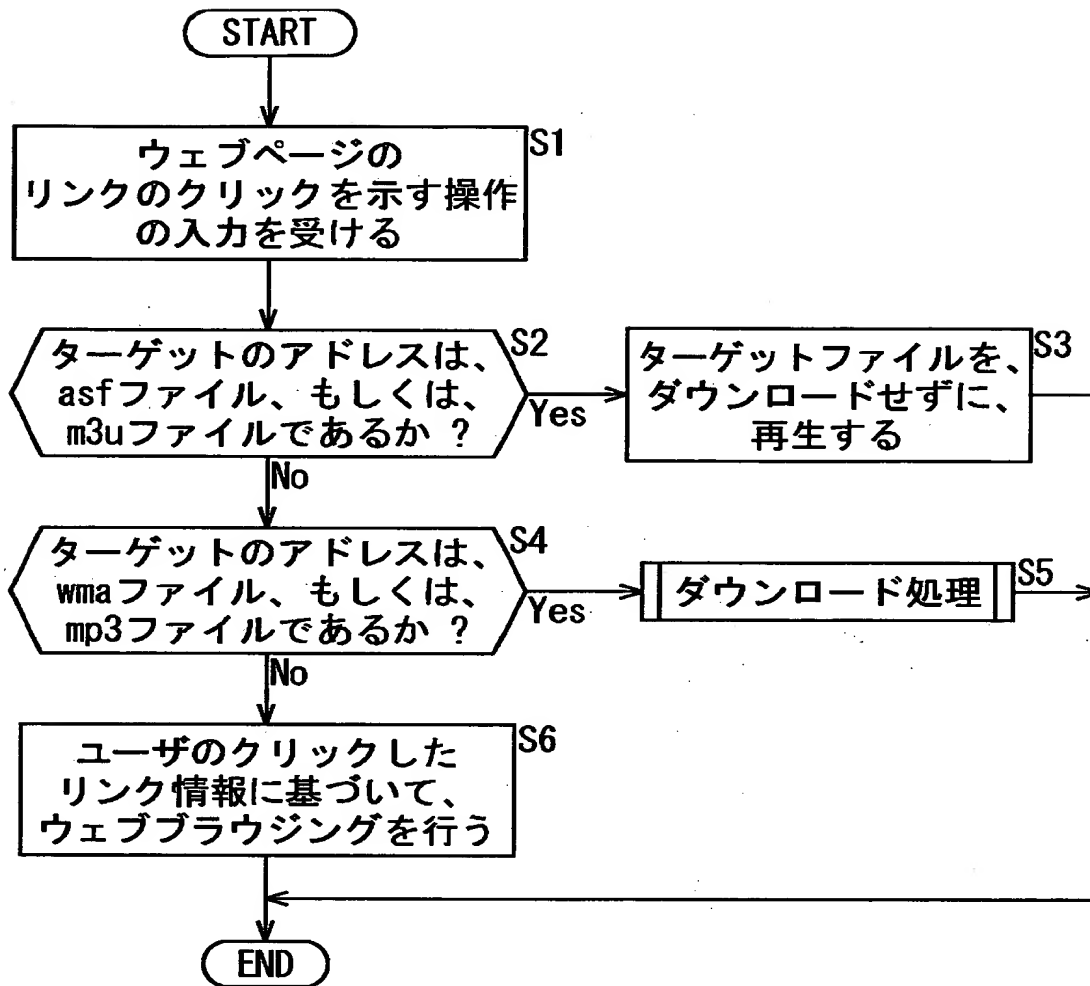 START
S1
ウェブページの
リンクのクリックを示す操作
の入力を受ける
S2
ターゲットのアドレスは、
asfファイル、もしくは、
m3uファイルであるか ?
Yes
No
S3
ターゲットファイルを、
ダウンロードせずに、
再生する
S4
ターゲットのアドレスは、
wmaファイル、もしくは、
mp3ファイルであるか ?
Yes
No
S5
ダウンロード処理
S6
ユーザのクリックした
リンク情報に基づいて、
ウェブブラウジングを行う
END